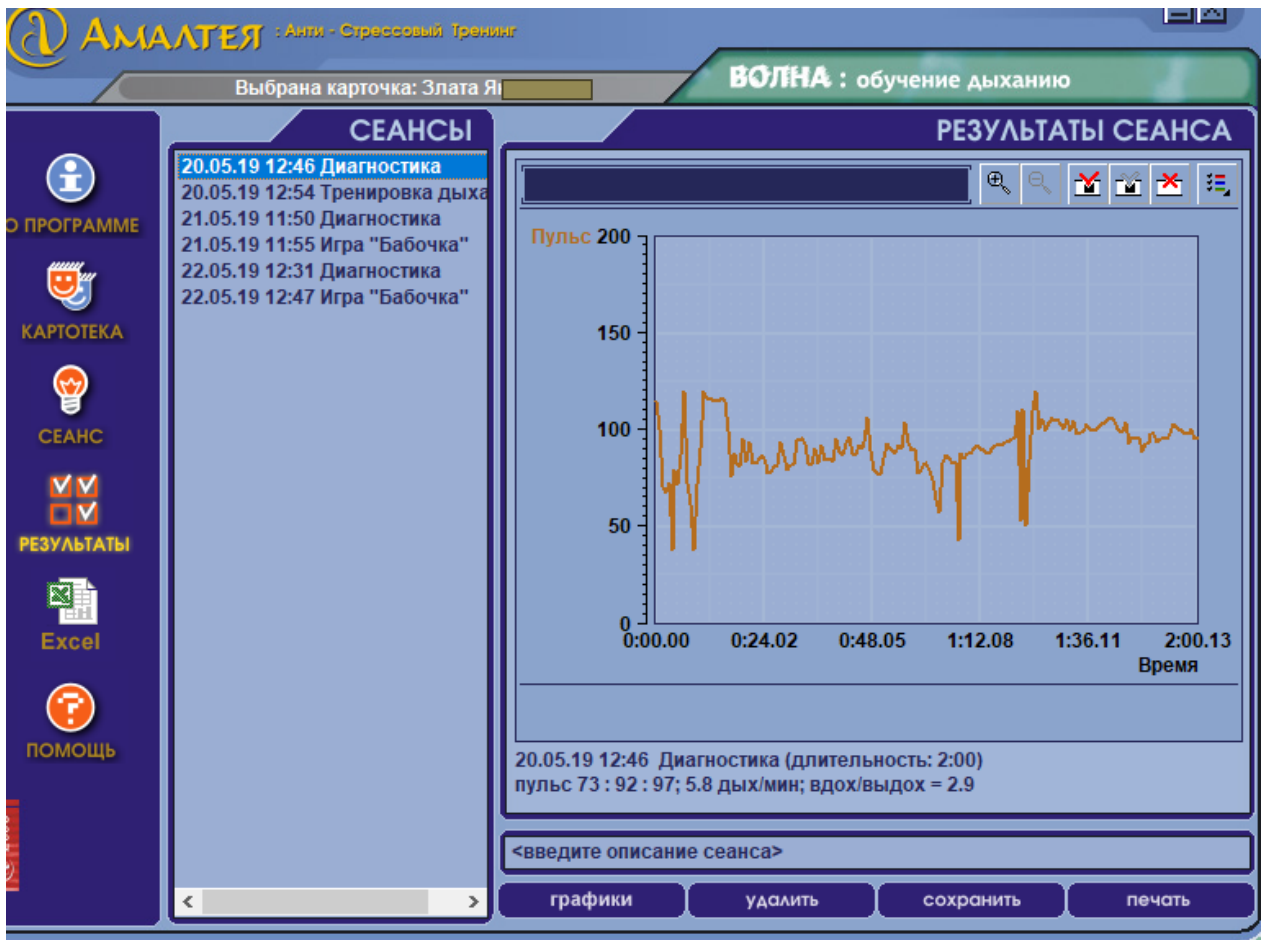 АМАЛТЕЯ : Анти - Стрессовый Тренинг
Выбрана карточка: Злата
ВОЛНА : обучение дыханию
О ПРОГРАММЕ
КАРТОТЕКА
СЕАНС
РЕЗУЛЬТАТЫ
Excel
ПОМОЩЬ
СЕАНСЫ
20.05.19 12:46 Диагностика
20.05.19 12:54 Тренировка дыха
21.05.19 11:50 Диагностика
21.05.19 11:55 Игра "Бабочка"
22.05.19 12:31 Диагностика
22.05.19 12:47 Игра "Бабочка"
РЕЗУЛЬТАТЫ СЕАНСА
Пульс 200
150
100
50
0
0:00.00 0:24.02 0:48.05 1:12.08 1:36.11 2:00.13
Время
20.05.19 12:46 Диагностика (длительность: 2:00)
пульс 73 : 92 : 97; 5.8 дых/мин; вдох/выдох = 2.9
<введите описание сеанса>
графики удалить сохранить печать